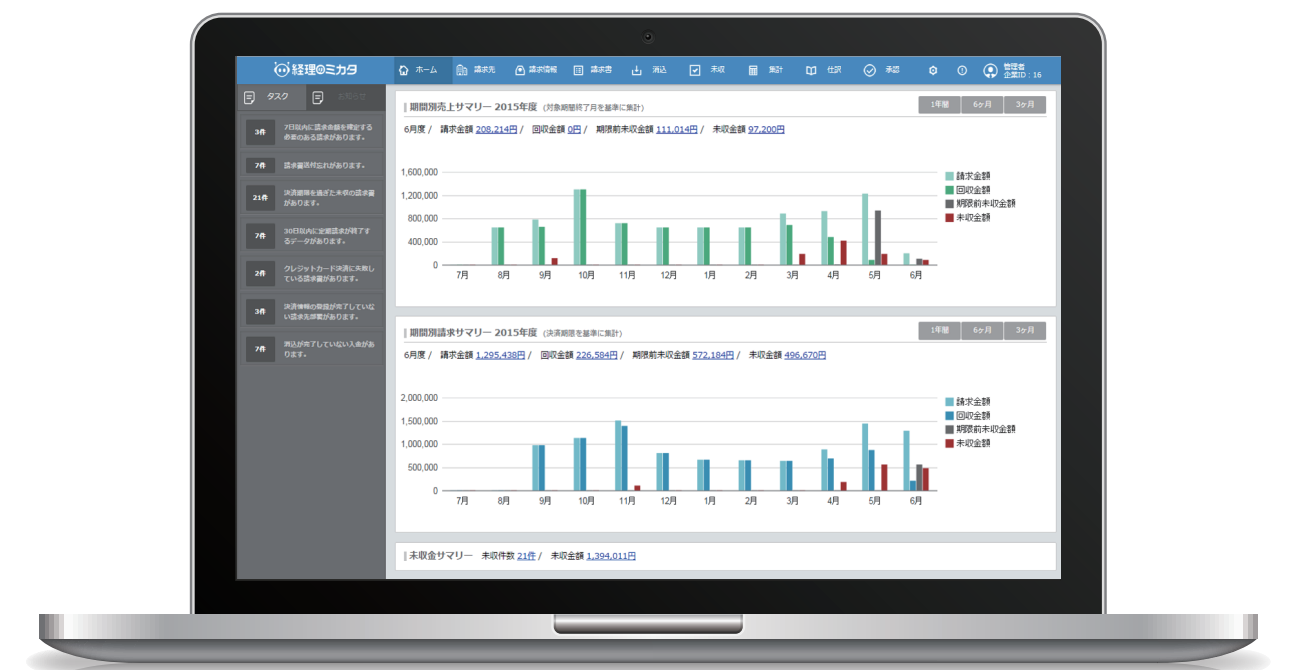 経理のミカタ
ホーム 請求先 請求情報 請求書 消込 未収 集計 仕訳 承認 管理者
企業ID：16
タスク お知らせ
3件 7日以内に請求金額を確定する
必要のある請求があります。
7件 請求書送付忘れがあります。
21件 決済期限を過ぎた未収の請求書
があります。
7件 30日以内に定期請求が終了す
るデータがあります。
2件 クレジットカード決済に失敗し
ている請求書があります。
3件 決済情報の登録が完了していな
い請求先部署があります。
7件 消込が完了していない入金があ
ります。
期間別売上サマリー 2015年度 (対象期間終了月を基準に集計) 1年間 6ヶ月 3ヶ月
6月度 / 請求金額 208,214円 / 回収金額 0円 / 期限前未収金額 111,014円 / 未収金額 97,200円
1,600,000
1,200,000
800,000
400,000
0
7月 8月 9月 10月 11月 12月 1月 2月 3月 4月 5月 6月
請求金額
回収金額
期限前未収金額
未収金額
期間別請求サマリー 2015年度 (決済期限を基準に集計) 1年間 6ヶ月 3ヶ月
6月度 / 請求金額 1,295,438円 / 回収金額 226,584円 / 期限前未収金額 572,184円 / 未収金額 496,670円
2,000,000
1,500,000
1,000,000
500,000
0
7月 8月 9月 10月 11月 12月 1月 2月 3月 4月 5月 6月
請求金額
回収金額
期限前未収金額
未収金額
未収金サマリー 未収件数 21件 / 未収金額 1,394,011円